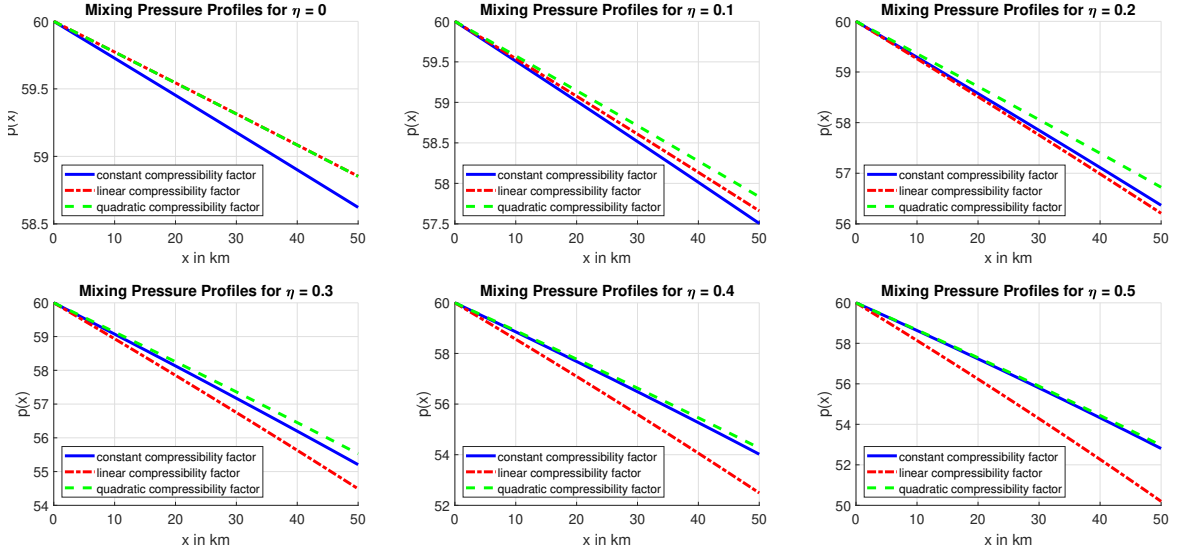 Mixing Pressure Profiles for η = 0
60
59.5
59
58.5
p(x)
constant compressibility factor
linear compressibility factor
quadratic compressibility factor
0 10 20 30 40 50
x in km
Mixing Pressure Profiles for η = 0.1
60
59.5
59
58.5
58
57.5
p(x)
constant compressibility factor
linear compressibility factor
quadratic compressibility factor
0 10 20 30 40 50
x in km
Mixing Pressure Profiles for η = 0.2
60
59
58
57
56
p(x)
constant compressibility factor
linear compressibility factor
quadratic compressibility factor
0 10 20 30 40 50
x in km
Mixing Pressure Profiles for η = 0.3
60
59
58
57
56
55
54
p(x)
constant compressibility factor
linear compressibility factor
quadratic compressibility factor
0 10 20 30 40 50
x in km
Mixing Pressure Profiles for η = 0.4
60
58
56
54
52
p(x)
constant compressibility factor
linear compressibility factor
quadratic compressibility factor
0 10 20 30 40 50
x in km
Mixing Pressure Profiles for η = 0.5
60
58
56
54
52
50
p(x)
constant compressibility factor
linear compressibility factor
quadratic compressibility factor
0 10 20 30 40 50
x in km